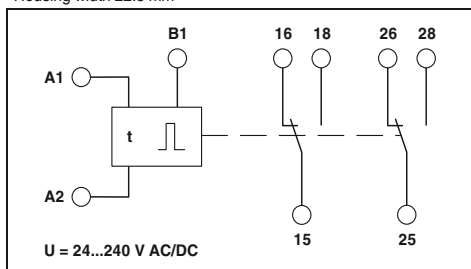 Housing width 22.5 mm
B1 16 18 26 28
A1
t
A2
15 25
U = 24...240 V AC/DC